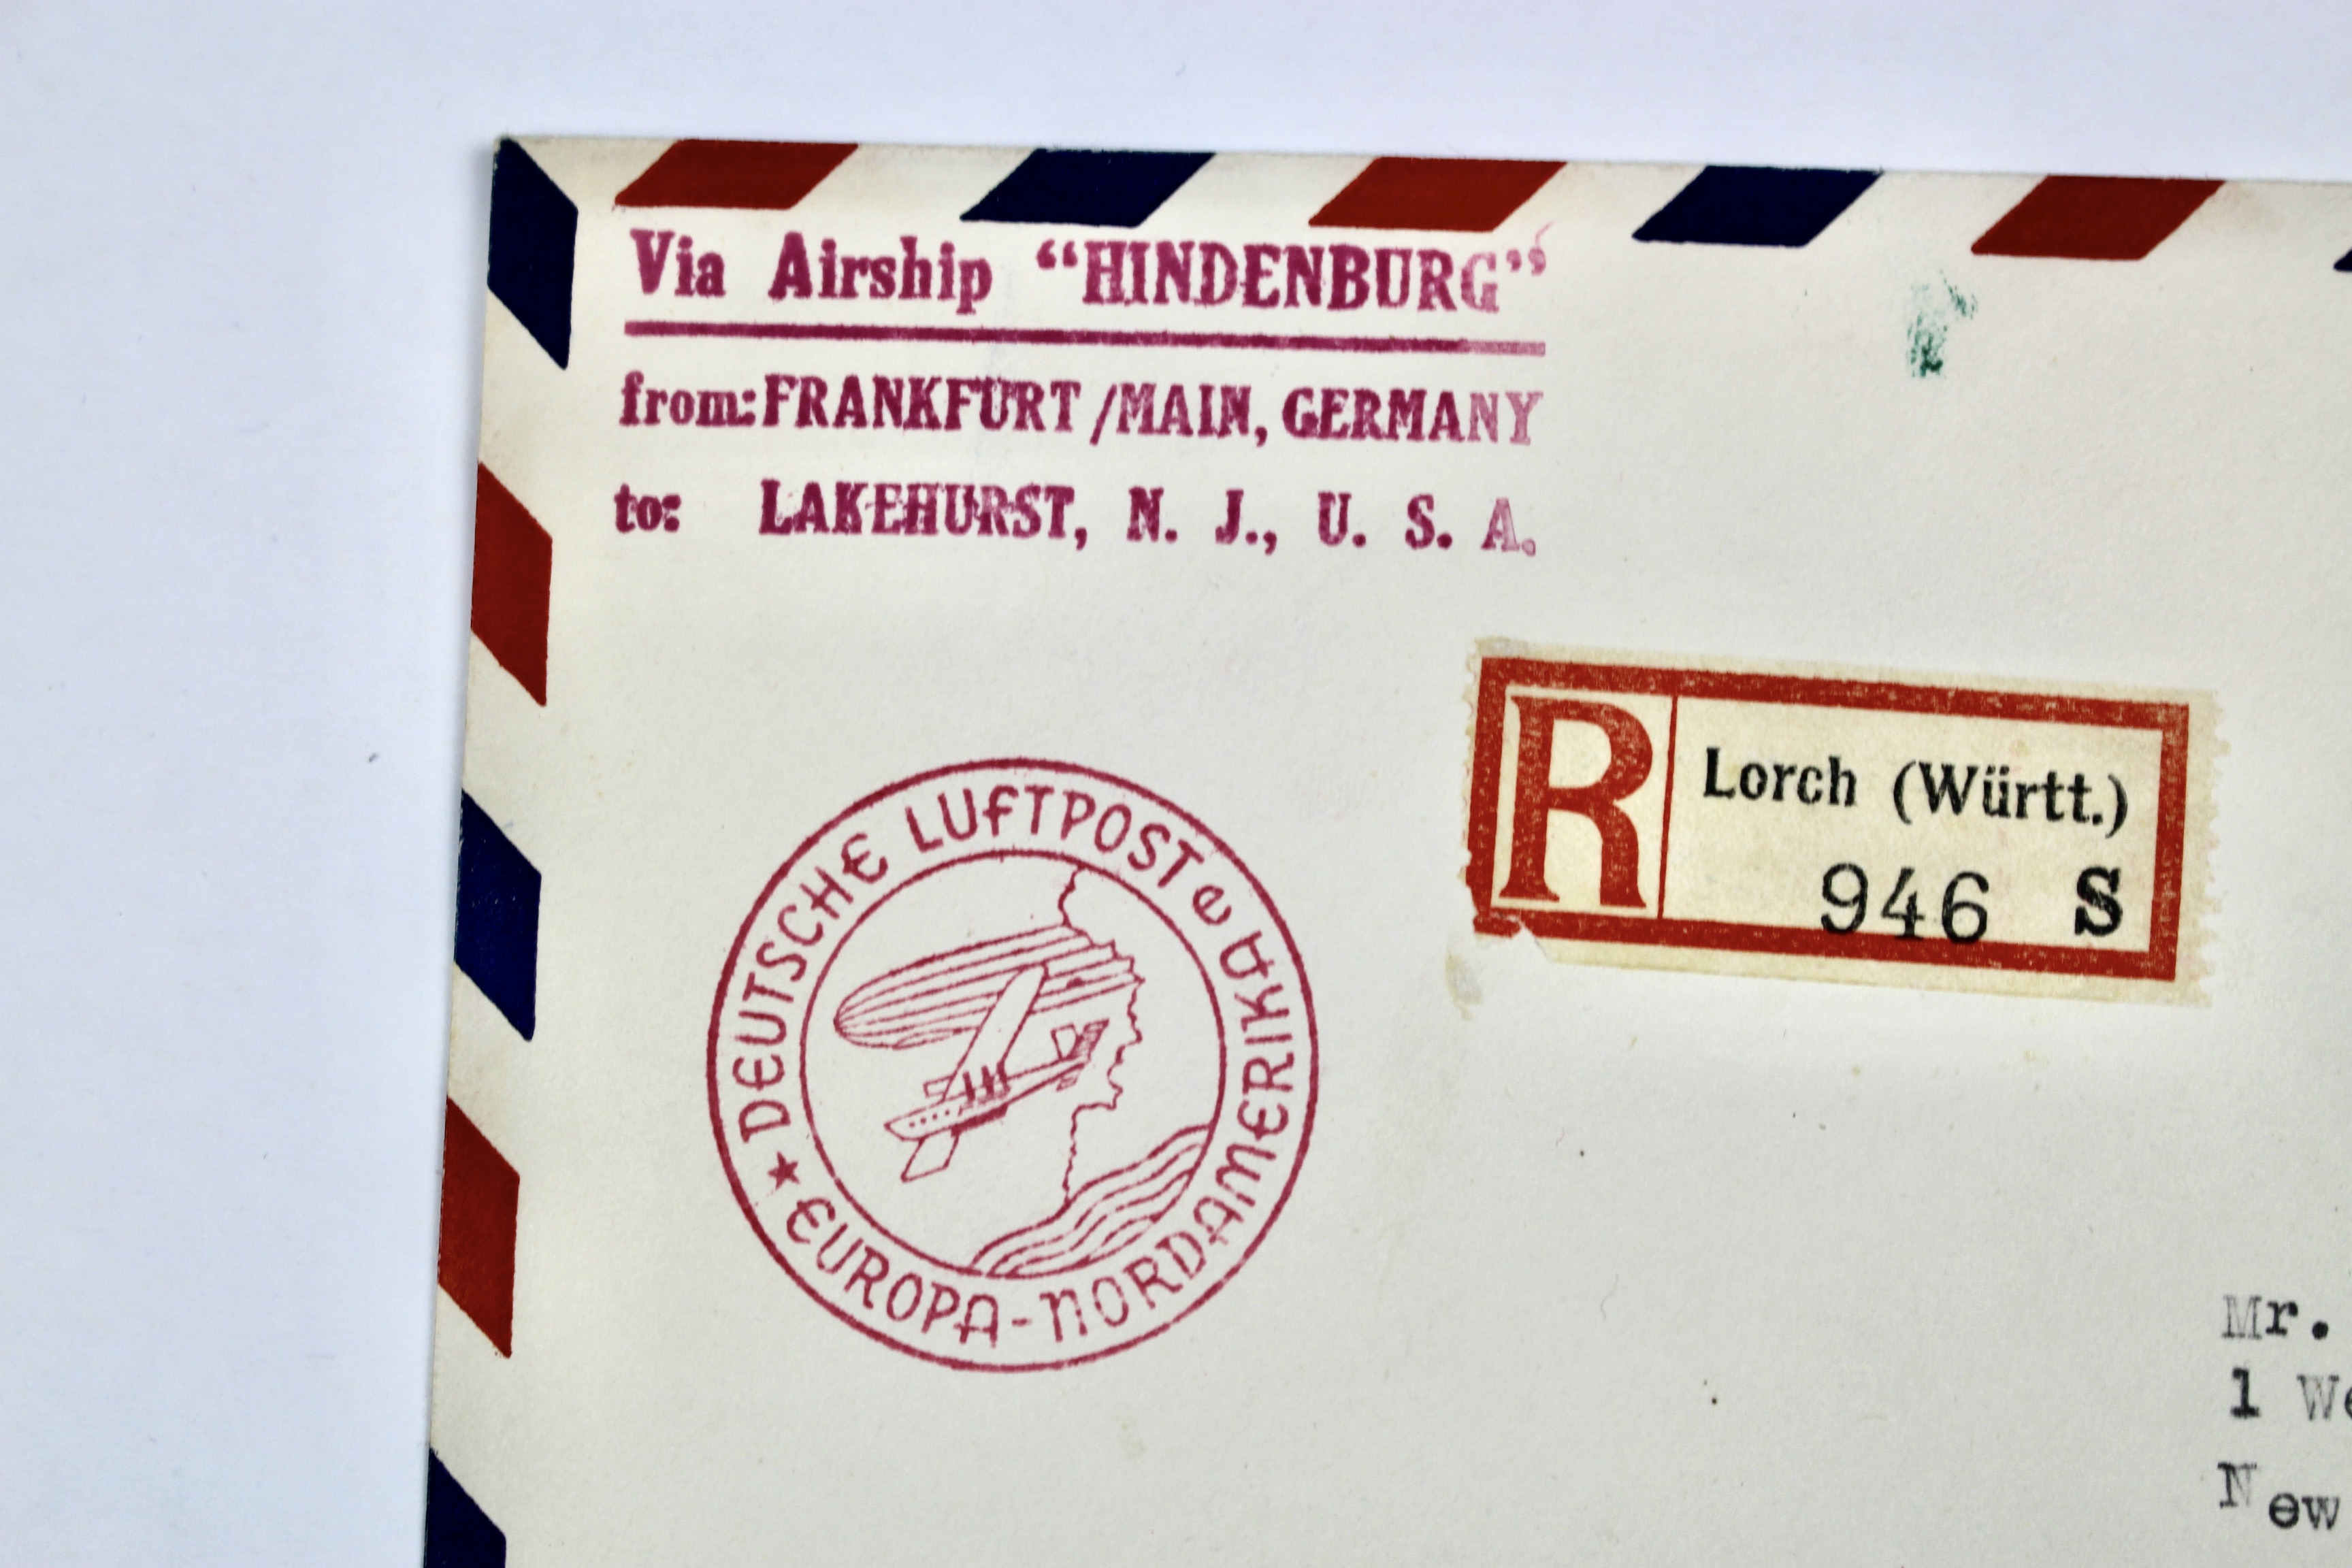 Via Airship “HINDENBURG”
from: FRANKFURT /MAIN, GERMANY
to: LAKEHURST, N. J., U. S. A.
R
Lorch (Württ.)
946 S
DEUTSCHE LUFTPOST e
EUROPA-NORDAMERIKA
Mr.
1
New